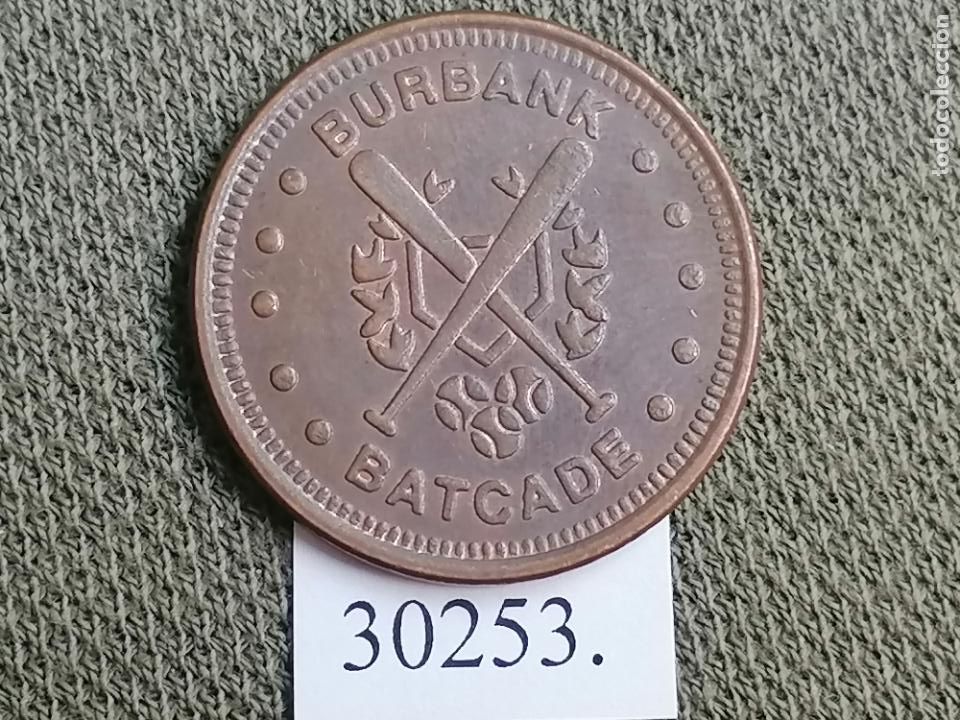 BURBANK
BATCADE
30253.
todocoleccion